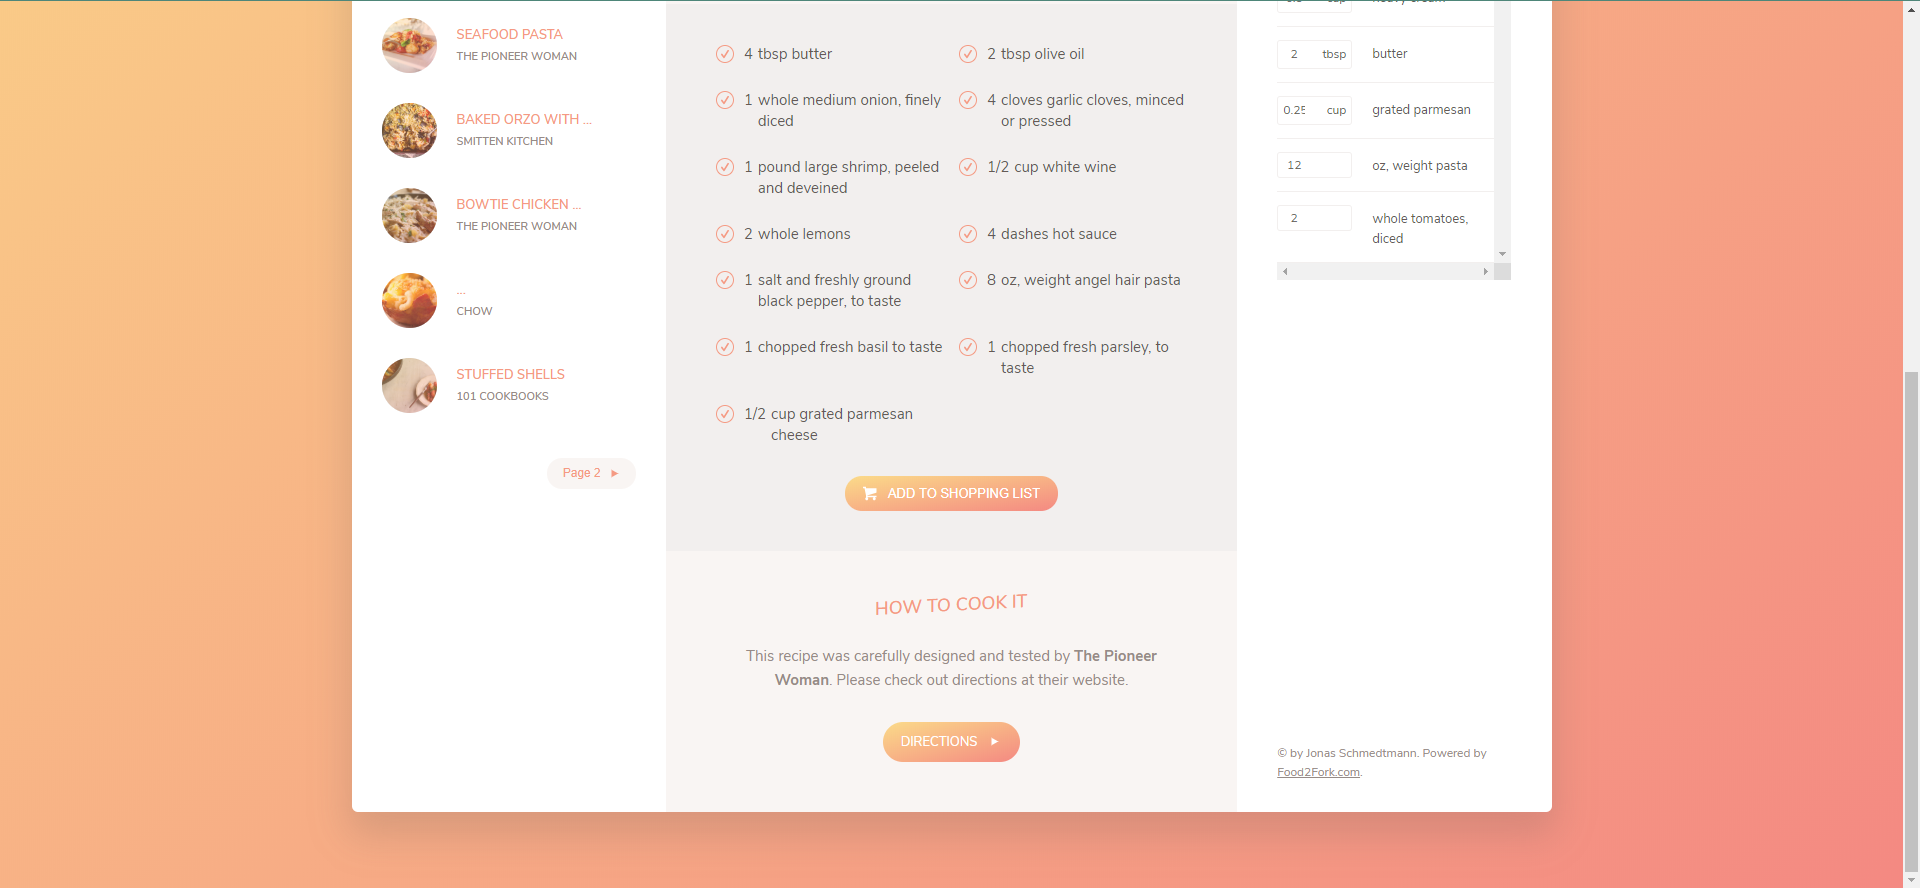 SEAFOOD PASTA
THE PIONEER WOMAN
BAKED ORZO WITH ...
SMITTEN KITCHEN
BOWTIE CHICKEN ...
THE PIONEER WOMAN
...
CHOW
STUFFED SHELLS
101 COOKBOOKS
Page 2
4 tbsp butter
2 tbsp olive oil
1 whole medium onion, finely
diced
4 cloves garlic cloves, minced
or pressed
1 pound large shrimp, peeled
and deveined
1/2 cup white wine
2 whole lemons
4 dashes hot sauce
1 salt and freshly ground
black pepper, to taste
8 oz, weight angel hair pasta
1 chopped fresh basil to taste
1 chopped fresh parsley, to
taste
1/2 cup grated parmesan
cheese
ADD TO SHOPPING LIST
HOW TO COOK IT
This recipe was carefully designed and tested by The Pioneer
Woman. Please check out directions at their website.
DIRECTIONS
2 tbsp butter
0.25 cup grated parmesan
12 oz, weight pasta
2 whole tomatoes,
diced
© by Jonas Schmedtmann. Powered by
Food2Fork.com.